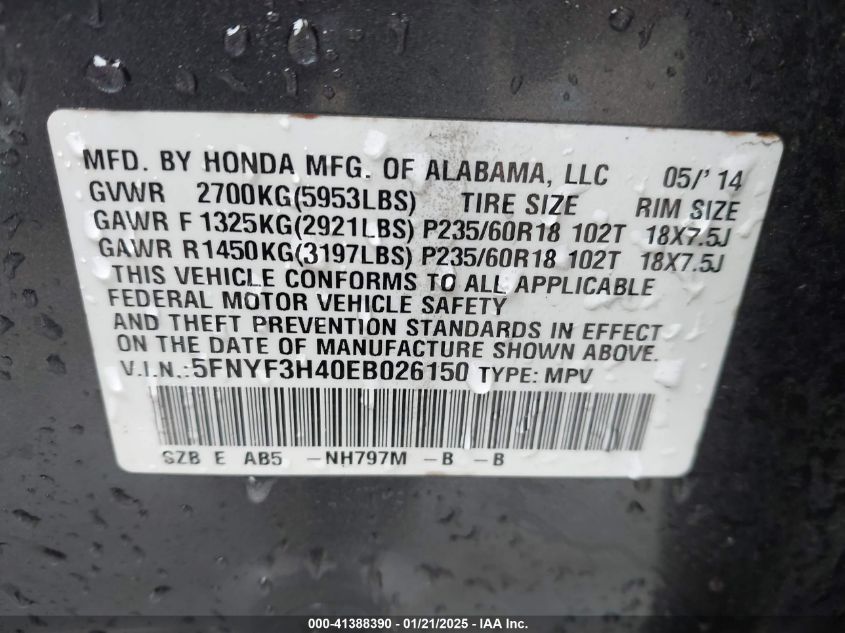 MFD. BY HONDA MFG. OF ALABAMA, LLC 05/'14
GVWR 2700KG(5953LBS) TIRE SIZE RIM SIZE
GAWR F 1325KG(2921LBS) P235/60R18 102T 18X7.5J
GAWR R1450KG(3197LBS) P235/60R18 102T 18X7.5J
THIS VEHICLE CONFORMS TO ALL APPLICABLE
FEDERAL MOTOR VEHICLE SAFETY
AND THEFT PREVENTION STANDARDS IN EFFECT
ON THE DATE OF MANUFACTURE SHOWN ABOVE.
V.I.N.:5FNYF3H40EB026150 TYPE: MPV
SZB E AB5 -NH797M -B -B
000-41388390 - 01/21/2025 - IAA Inc.